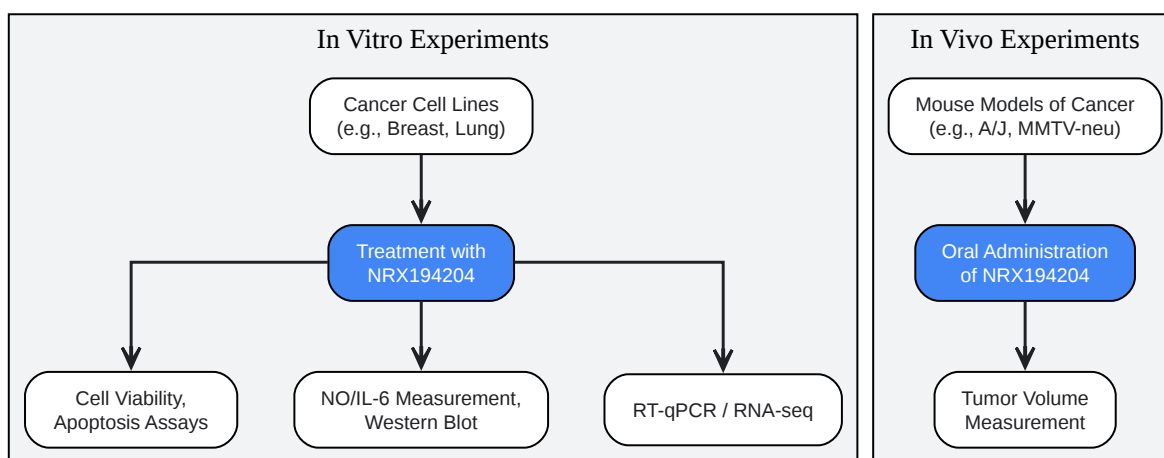 In Vitro Experiments
Cancer Cell Lines
(e.g., Breast, Lung)
Treatment with
NRX194204
Cell Viability,
Apoptosis Assays
NO/IL-6 Measurement,
Western Blot
RT-qPCR / RNA-seq
In Vivo Experiments
Mouse Models of Cancer
(e.g., A/J, MMTV-neu)
Oral Administration
of NRX194204
Tumor Volume
Measurement